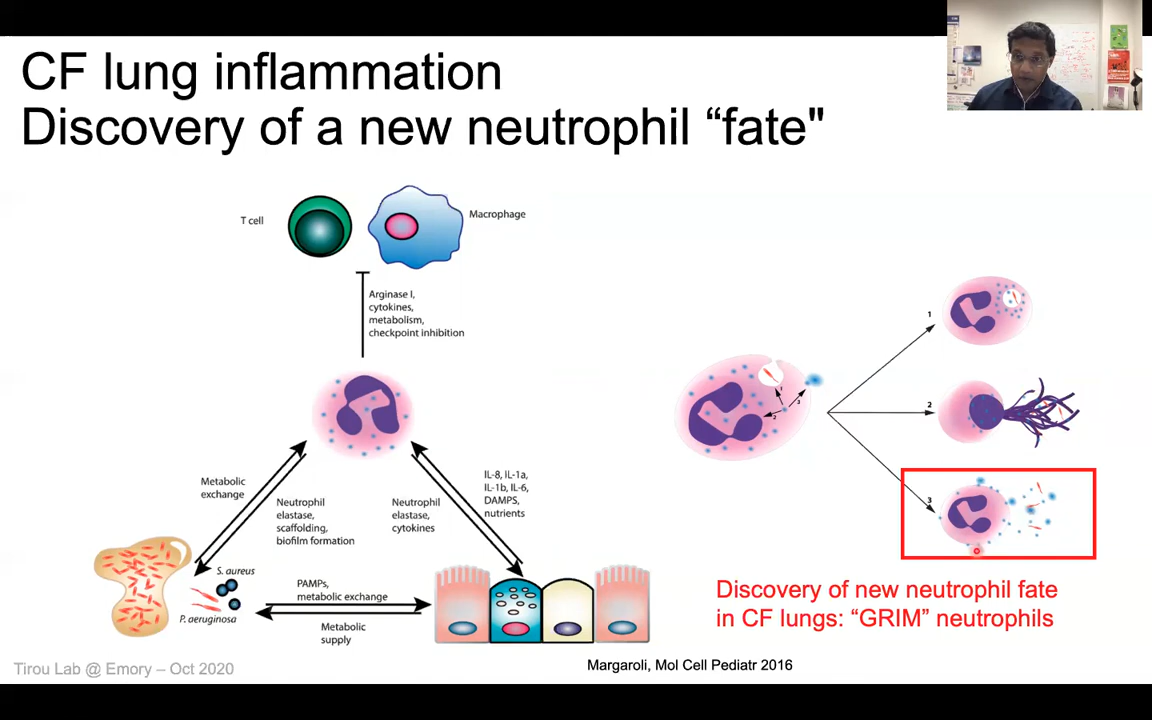 CF lung inflammation
Discovery of a new neutrophil “fate"
T cell
Macrophage
Arginase I,
cytokines,
metabolism,
checkpoint inhibition
Metabolic
exchange
Neutrophil
elastase,
scaffolding,
biofilm formation
Neutrophil
elastase,
cytokines
IL-8, IL-1a,
IL-1b, IL-6,
DAMPS,
nutrients
S. aureus
P. aeruginosa
PAMPs,
metabolic exchange
Metabolic
supply
1
2
3
1
2
3
Discovery of new neutrophil fate
in CF lungs: “GRIM” neutrophils
Margaroli, Mol Cell Pediatr 2016
Tirou Lab @ Emory – Oct 2020